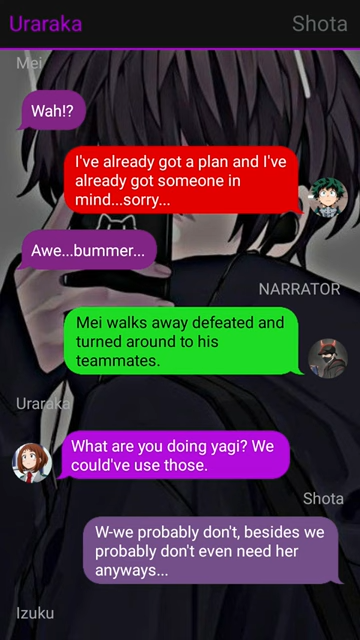 Uraraka
Shota
Mei
Wah!?
I've already got a plan and I've
already got someone in
mind...sorry...
Awe...bummer...
NARRATOR
Mei walks away defeated and
turned around to his
teammates.
Uraraka
What are you doing yagi? We
could've use those.
Shota
W-we probably don't, besides we
probably don't even need her
anyways...
Izuku